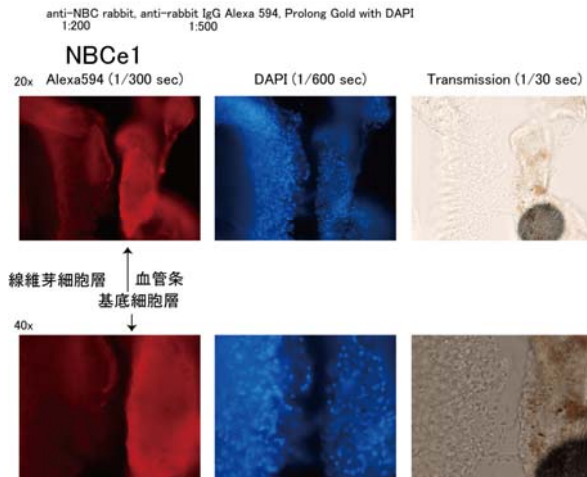 anti-NBC rabbit, anti-rabbit IgG Alexa 594, Prolong Gold with DAPI
1:200 1:500
NBCe1
20x Alexa594 (1/300 sec) DAPI (1/600 sec) Transmission (1/30 sec)
線維芽細胞層 血管条
基底細胞層
40x